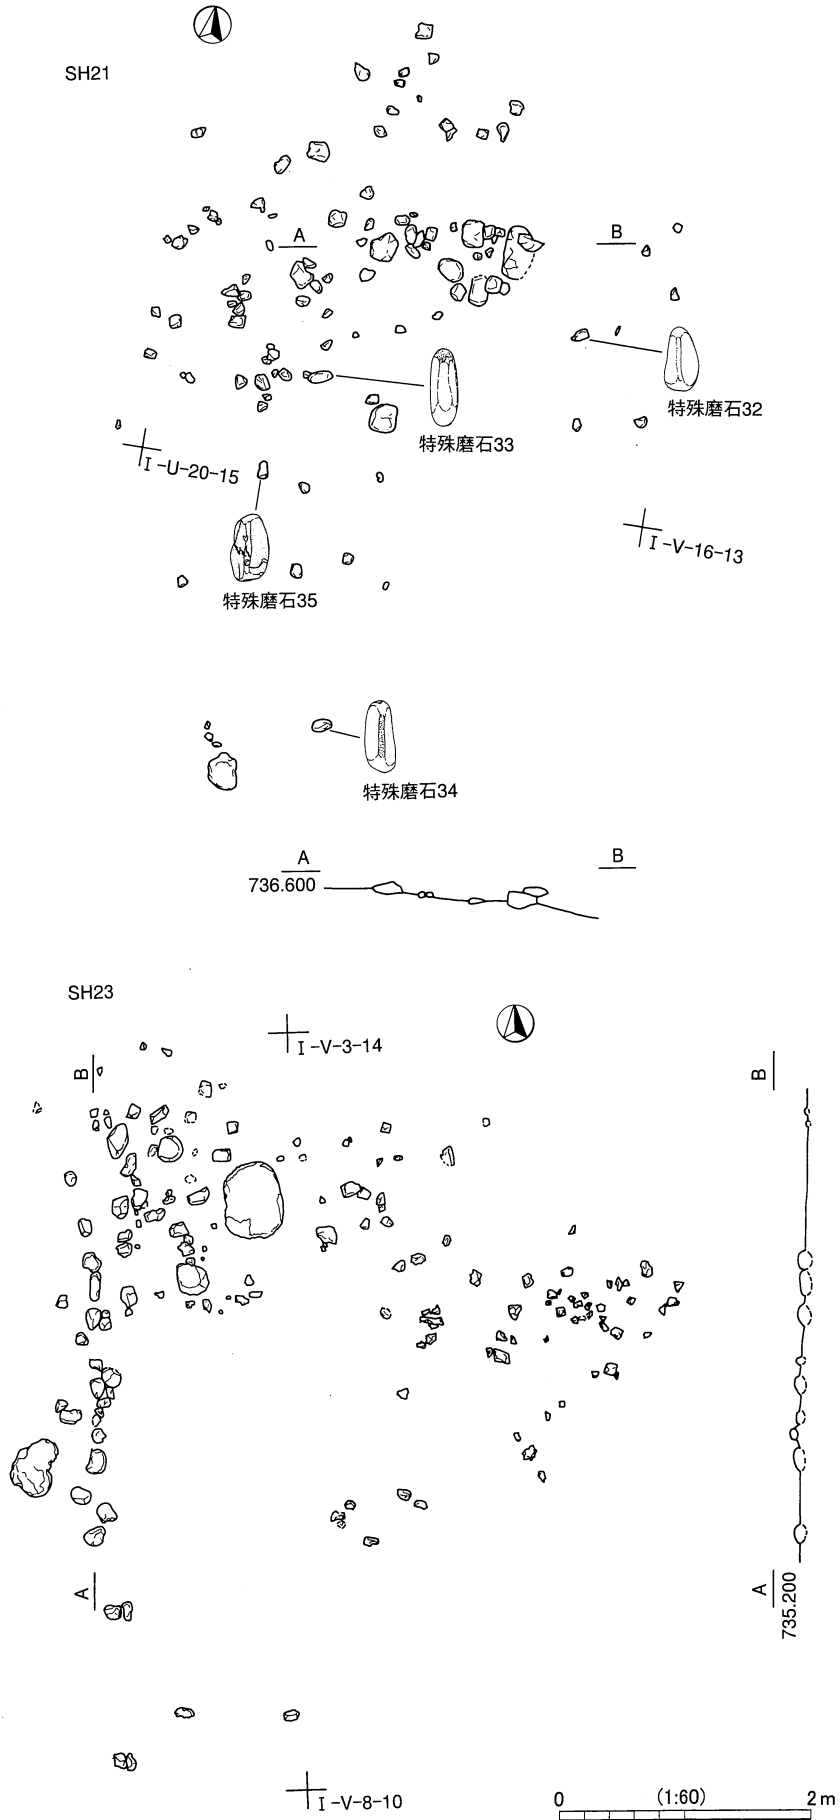 SH21
A
B
特殊磨石32
特殊磨石33
I-U-20-15
I-V-16-13
特殊磨石35
特殊磨石34
A
B
736.600
SH23
I-V-3-14
B
B
A
A
735.200
I-V-8-10
0 (1:60) 2m